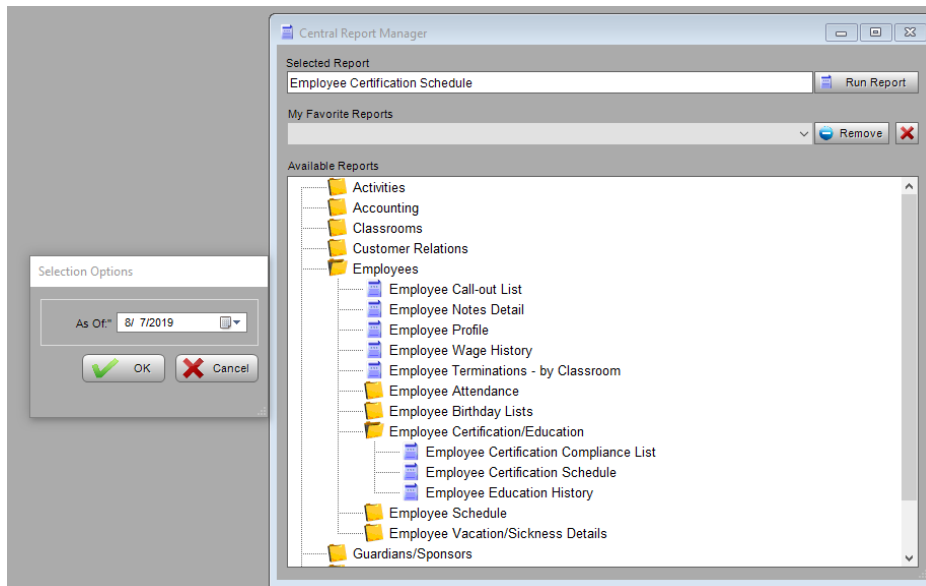 Central Report Manager
Selected Report
Employee Certification Schedule
Run Report
My Favorite Reports
Remove
Available Reports
Activities
Accounting
Classrooms
Customer Relations
Employees
Employee Call-out List
Employee Notes Detail
Employee Profile
Employee Wage History
Employee Terminations - by Classroom
Employee Attendance
Employee Birthday Lists
Employee Certification/Education
Employee Certification Compliance List
Employee Certification Schedule
Employee Education History
Employee Schedule
Employee Vacation/Sickness Details
Guardians/Sponsors
Selection Options
As Of:* 8/ 7/2019
OK Cancel